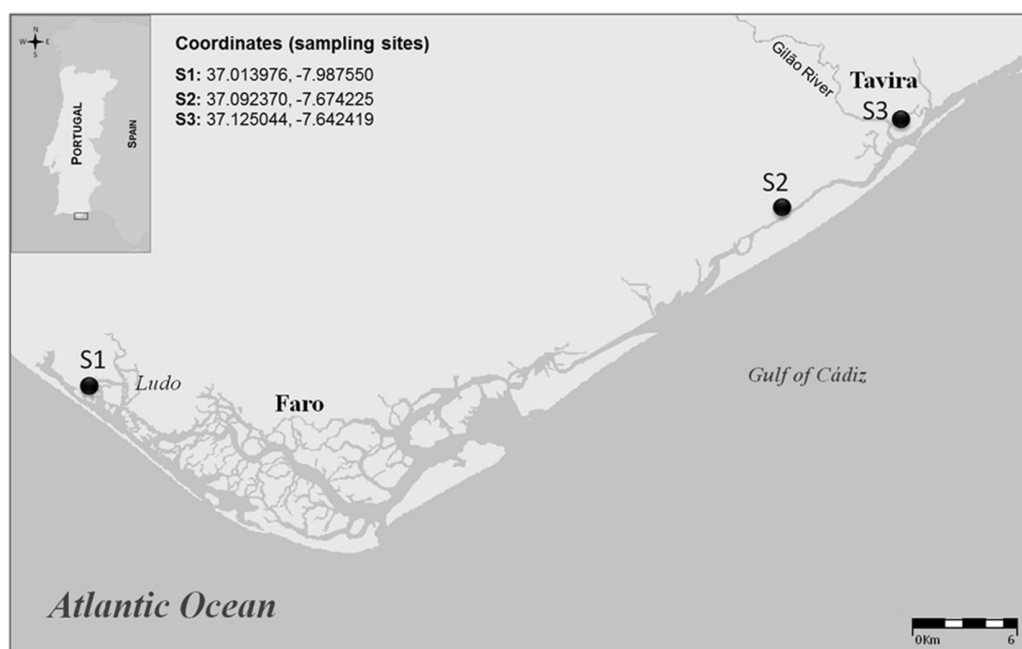 N
W E
S
PORTUGAL
SPAIN
Coordinates (sampling sites)
S1: 37.013976, -7.987550
S2: 37.092370, -7.674225
S3: 37.125044, -7.642419
Gilão River
Tavira
S3
S2
S1
Ludo
Faro
Gulf of Cádiz
Atlantic Ocean
0Km 6